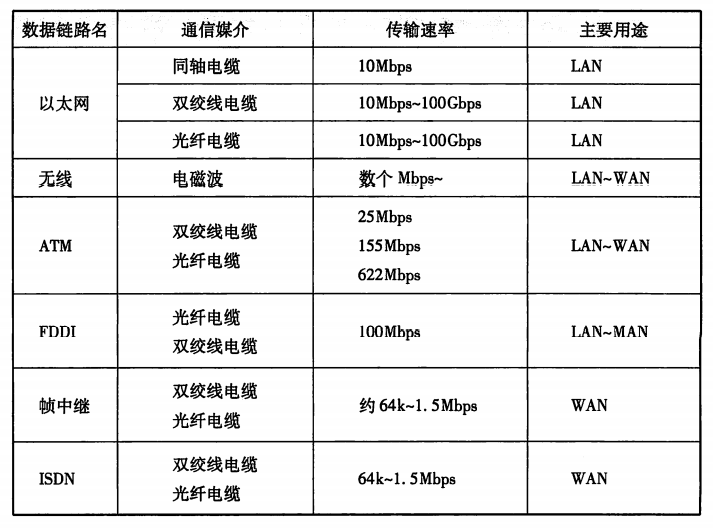 数据链路名 通信媒介 传输速率 主要用途
同轴电缆 10Mbps LAN
以太网 双绞线电缆 10Mbps~100Gbps LAN
光纤电缆 10Mbps~100Gbps LAN
无线 电磁波 数个 Mbps~ LAN~WAN
ATM
双绞线电缆
光纤电缆
25Mbps
155Mbps
622Mbps
LAN~WAN
FDDI
光纤电缆
双绞线电缆
100Mbps
LAN~MAN
帧中继
双绞线电缆
光纤电缆
约 64k~1.5Mbps
WAN
ISDN
双绞线电缆
光纤电缆
64k~1.5Mbps
WAN